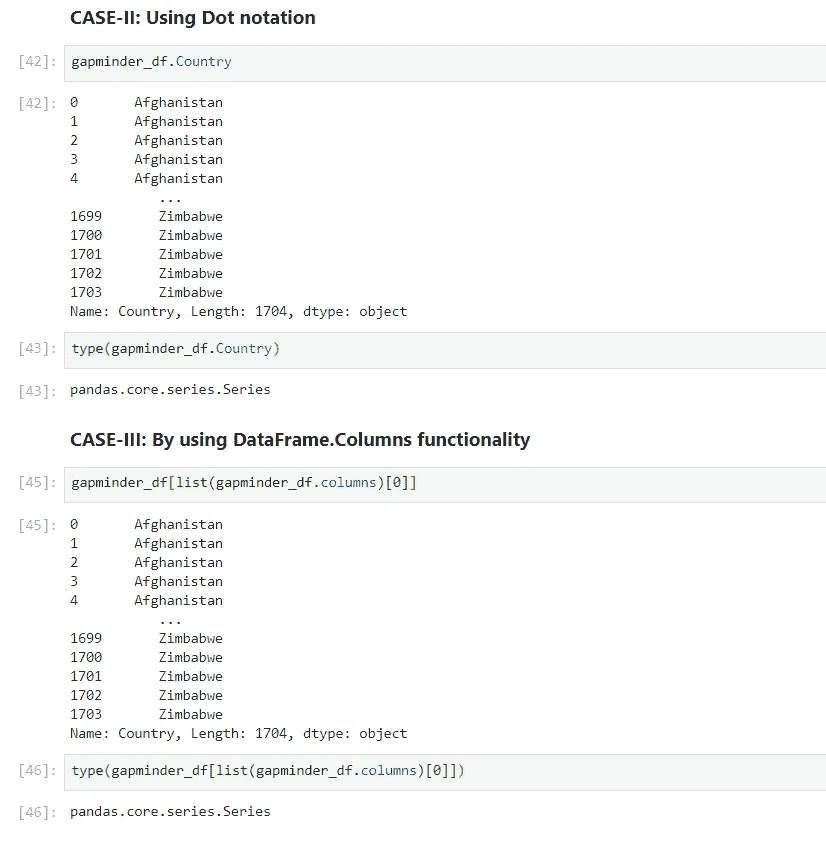 CASE-II: Using Dot notation
[42]: gapminder_df.Country
[42]: 0 Afghanistan
1 Afghanistan
2 Afghanistan
3 Afghanistan
4 Afghanistan
...
1699 Zimbabwe
1700 Zimbabwe
1701 Zimbabwe
1702 Zimbabwe
1703 Zimbabwe
Name: Country, Length: 1704, dtype: object
[43]: type(gapminder_df.Country)
[43]: pandas.core.series.Series
CASE-III: By using DataFrame.Columns functionality
[45]: gapminder_df[list(gapminder_df.columns)[0]]
[45]: 0 Afghanistan
1 Afghanistan
2 Afghanistan
3 Afghanistan
4 Afghanistan
...
1699 Zimbabwe
1700 Zimbabwe
1701 Zimbabwe
1702 Zimbabwe
1703 Zimbabwe
Name: Country, Length: 1704, dtype: object
[46]: type(gapminder_df[list(gapminder_df.columns)[0]])
[46]: pandas.core.series.Series